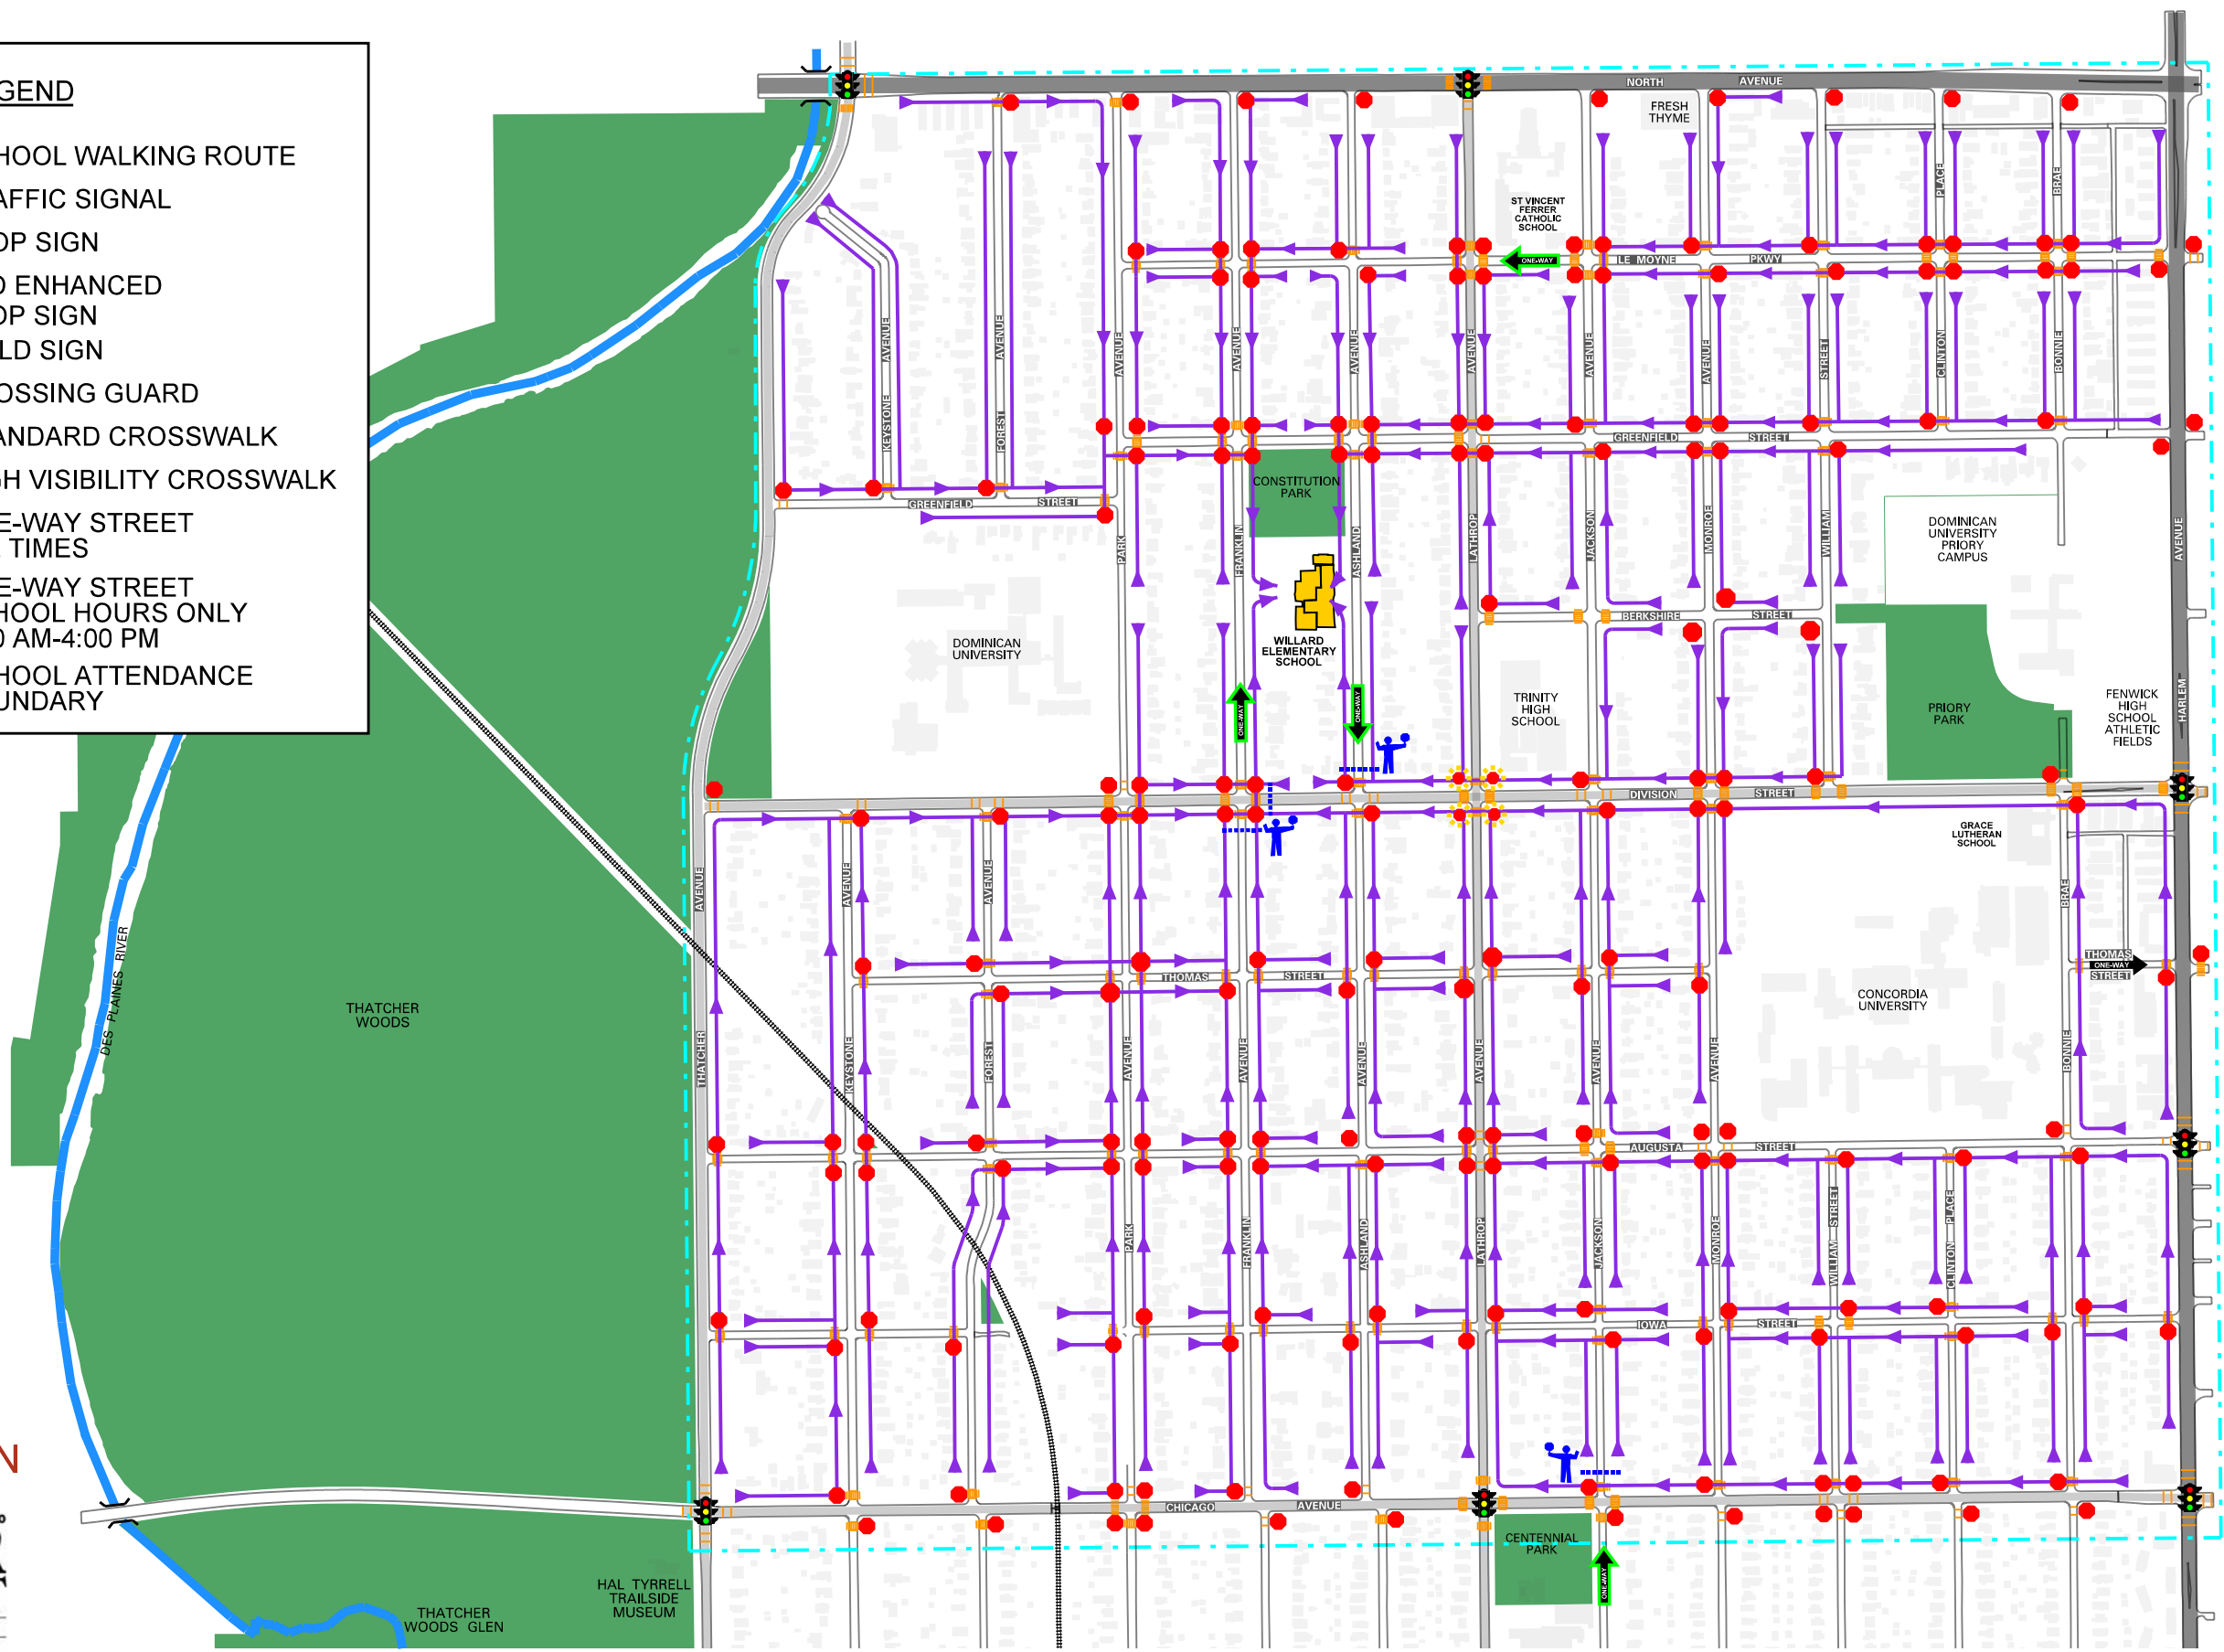 GEND
HOOL WALKING ROUTE
AFFIC SIGNAL
OP SIGN
D ENHANCED
OP SIGN
LD SIGN
OSSING GUARD
ANDARD CROSSWALK
GH VISIBILITY CROSSWALK
E-WAY STREET
TIMES
E-WAY STREET
HOOL HOURS ONLY
0 AM-4:00 PM
HOOL ATTENDANCE
UNDARY
NORTH AVENUE
FRESH
THYME
ST VINCENT
FERRER
CATHOLIC
SCHOOL
ONE-WAY
LE MOYNE PKWY
PLACE
BRAE
KEYSTONE AVENUE
FOREST AVENUE
AVENUE
AVENUE
AVENUE
AVENUE
AVENUE
AVENUE
STREET
CLINTON
BONNIE
GREENFIELD STREET
GREENFIELD STREET
CONSTITUTION
PARK
PARK
FRANKLIN
ASHLAND
LATHROP
JACKSON
MONROE
WILLIAM
AVENUE
HARLEM
DOMINICAN
UNIVERSITY
PRIORY
CAMPUS
BERKSHIRE STREET
DOMINICAN
UNIVERSITY
WILLARD
ELEMENTARY
SCHOOL
TRINITY
HIGH
SCHOOL
PRIORY
PARK
FENWICK
HIGH
SCHOOL
ATHLETIC
FIELDS
ONE-WAY
ONE-WAY
DIVISION STREET
GRACE
LUTHERAN
SCHOOL
AVENUE
AVENUE
AVENUE
BRAE
DES PLAINES RIVER
THATCHER
WOODS
THOMAS STREET
THOMAS
ONE-WAY
STREET
CONCORDIA
UNIVERSITY
THATCHER
KEYSTONE
FOREST
AVENUE
AVENUE
AVENUE
AVENUE
AVENUE
AVENUE
BONNIE
AUGUSTA STREET
PARK
FRANKLIN
ASHLAND
LATHROP
JACKSON
MONROE
WILLIAM STREET
CLINTON PLACE
IOWA STREET
N
CHICAGO AVENUE
CENTENNIAL
PARK
ONE-WAY
HAL TYRRELL
TRAILSIDE
MUSEUM
THATCHER
WOODS GLEN